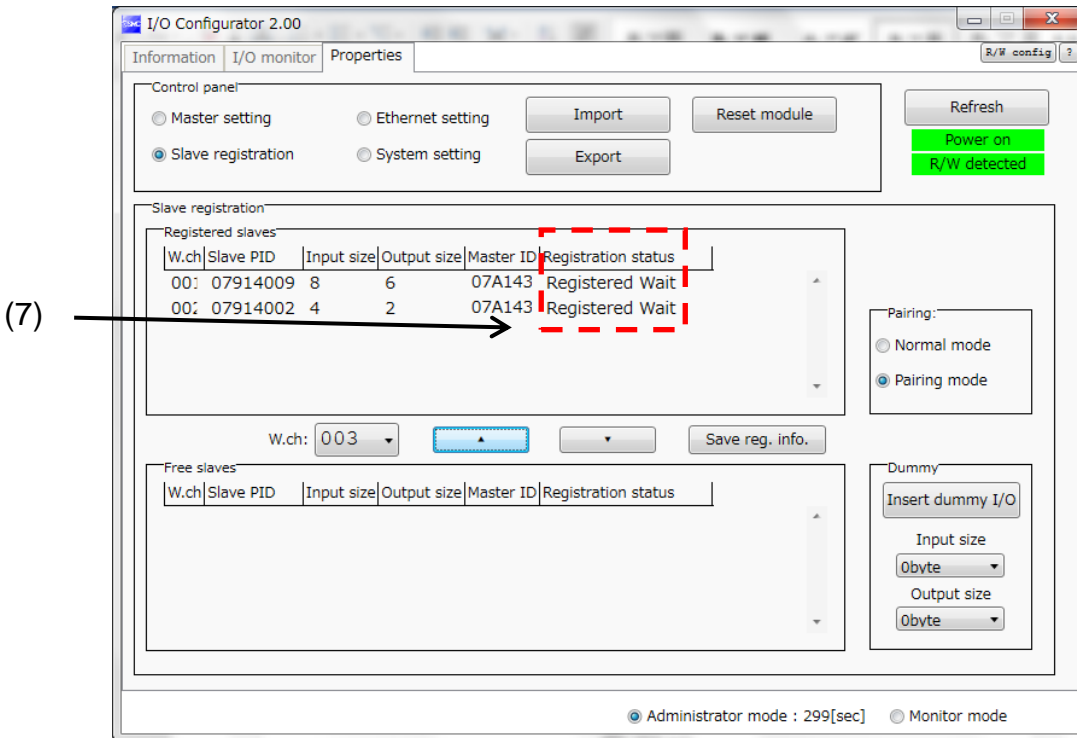 I/O Configurator 2.00
Information I/O monitor Properties R/W config ?
Control panel
Master setting Ethernet setting Import Reset module Refresh
Power on
Slave registration System setting Export R/W detected
Slave registration
Registered slaves
W.ch Slave PID Input size Output size Master ID Registration status
001 07914009 8 6 07A143 Registered Wait
002 07914002 4 2 07A143 Registered Wait
(7)
Pairing:
Normal mode
Pairing mode
W.ch: 003 ▲ ▼ Save reg. info.
Free slaves Dummy
W.ch Slave PID Input size Output size Master ID Registration status Insert dummy I/O
Input size
0byte
Output size
0byte
Administrator mode : 299[sec] Monitor mode